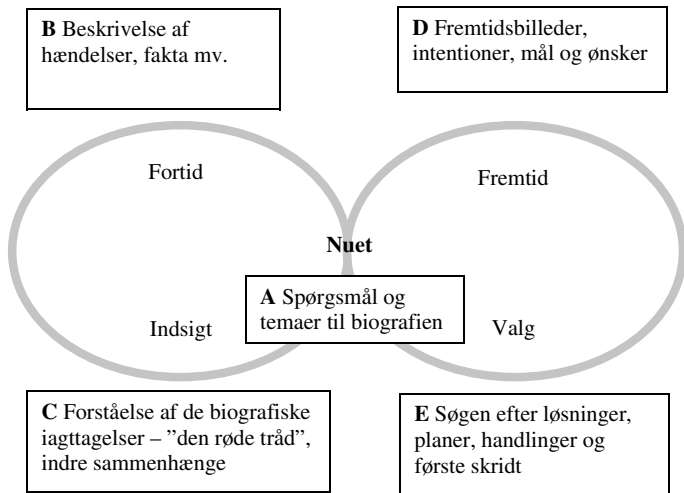 B Beskrivelse af
hændelser, fakta mv.
D Fremtidsbilleder,
intentioner, mål og ønsker
Fortid
Fremtid
Nuet
A Spørgsmål og
temaer til biografien
Indsigt
Valg
C Forståelse af de biografiske
iagttagelser – ”den røde tråd”,
indre sammenhænge
E Søgen efter løsninger,
planer, handlinger og
første skridt